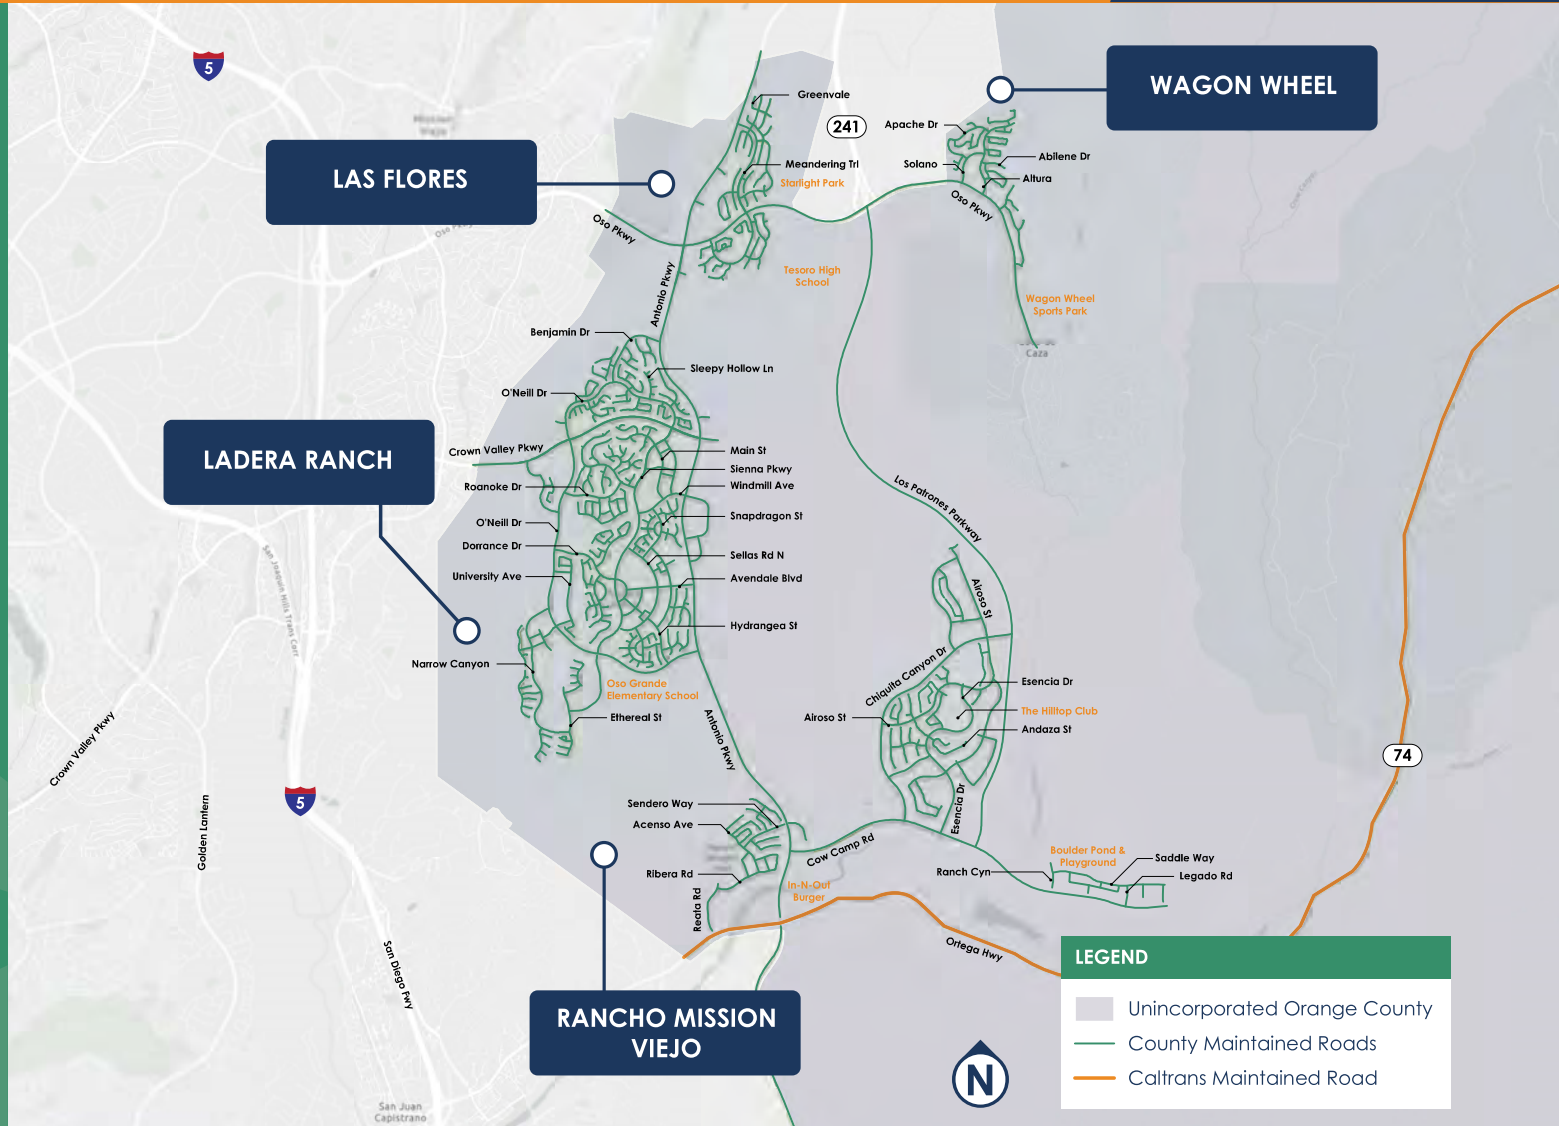 5
WAGON WHEEL
Greenvale
241
Apache Dr
LAS FLORES
Meandering Trl
Solano
Abilene Dr
Starlight Park
Altura
Oso Pkwy
Oso Pkwy
Tesoro High
School
Antonio Pkwy
Wagon Wheel
Sports Park
Benjamin Dr
Caza
Sleepy Hollow Ln
O'Neill Dr
LADERA RANCH
Crown Valley Pkwy
Main St
Sienna Pkwy
Roanoke Dr
Windmill Ave
Los Patrones Parkway
Snapdragon St
O'Neill Dr
Dorrance Dr
Sellas Rd N
University Ave
Avendale Blvd
Airoso St
San Joaquin Hills Trans Corr
Hydrangea St
Narrow Canyon
Chiquita Canyon Dr
Oso Grande
Elementary School
Esencia Dr
The Hilltop Club
Ethereal St
Airoso St
Andaza St
Antonio Pkwy
Crown Valley Pkwy
74
5
Golden Lantern
Sendero Way
Esencia Dr
Acenso Ave
Cow Camp Rd
Boulder Pond &
Playground
Saddle Way
Ribera Rd
Ranch Cyn
Legado Rd
In-N-Out
Burger
Reata Rd
Ortega Hwy
San Diego Fwy
RANCHO MISSION
VIEJO
LEGEND
Unincorporated Orange County
County Maintained Roads
Caltrans Maintained Road
N
San Juan
Capistrano